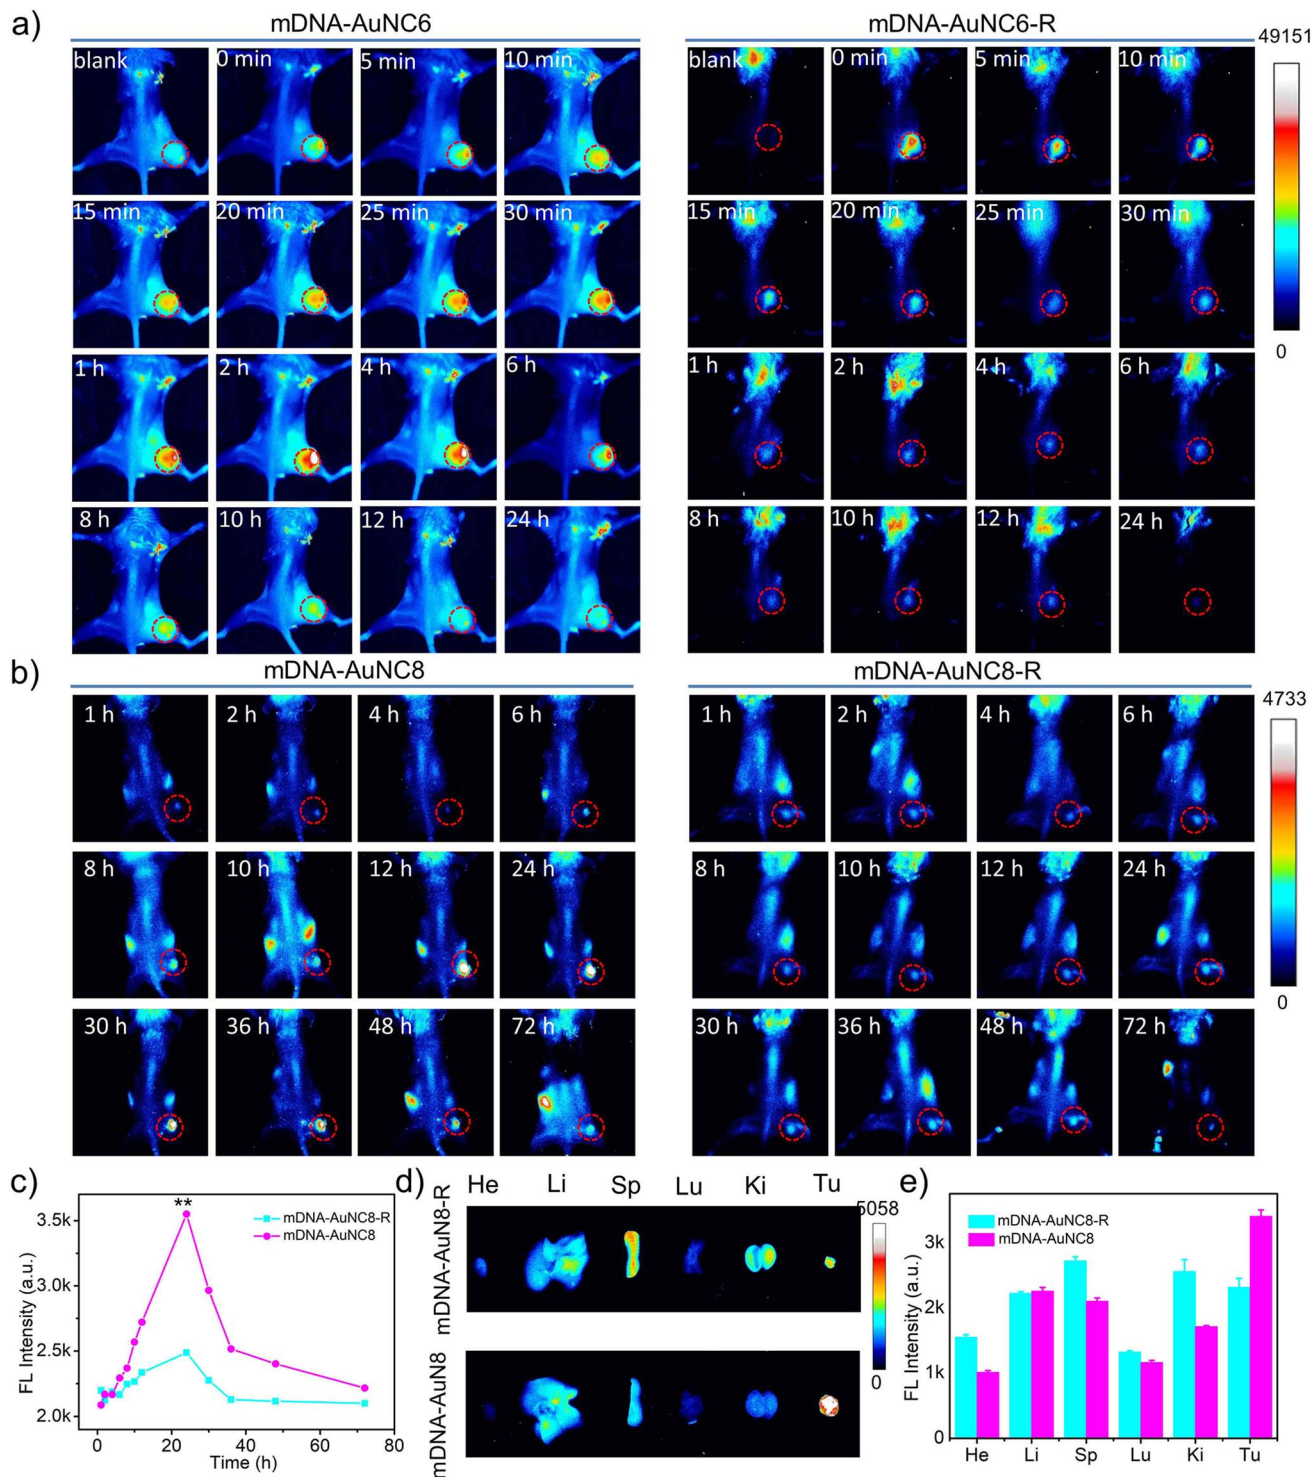 a)
mDNA-AuNC6
mDNA-AuNC6-R
49151
blank 0 min 5 min 10 min
blank 0 min 5 min 10 min
15 min 20 min 25 min 30 min
15 min 20 min 25 min 30 min
0
1 h 2 h 4 h 6 h
1 h 2 h 4 h 6 h
8 h 10 h 12 h 24 h
8 h 10 h 12 h 24 h
b)
mDNA-AuNC8
mDNA-AuNC8-R
4733
1 h 2 h 4 h 6 h
1 h 2 h 4 h 6 h
8 h 10 h 12 h 24 h
8 h 10 h 12 h 24 h
0
30 h 36 h 48 h 72 h
30 h 36 h 48 h 72 h
c)
**
mDNA-AuNC8-R
mDNA-AuNC8
3.5k
3.0k
2.5k
2.0k
FL Intensity (a.u.)
0 20 40 60 80
Time (h)
d)
He Li Sp Lu Ki Tu
mDNA-AuN8-R
mDNA-AuN8
5058
0
e)
mDNA-AuNC8-R
mDNA-AuNC8
3k
2k
1k
0
FL Intensity (a.u.)
He Li Sp Lu Ki Tu